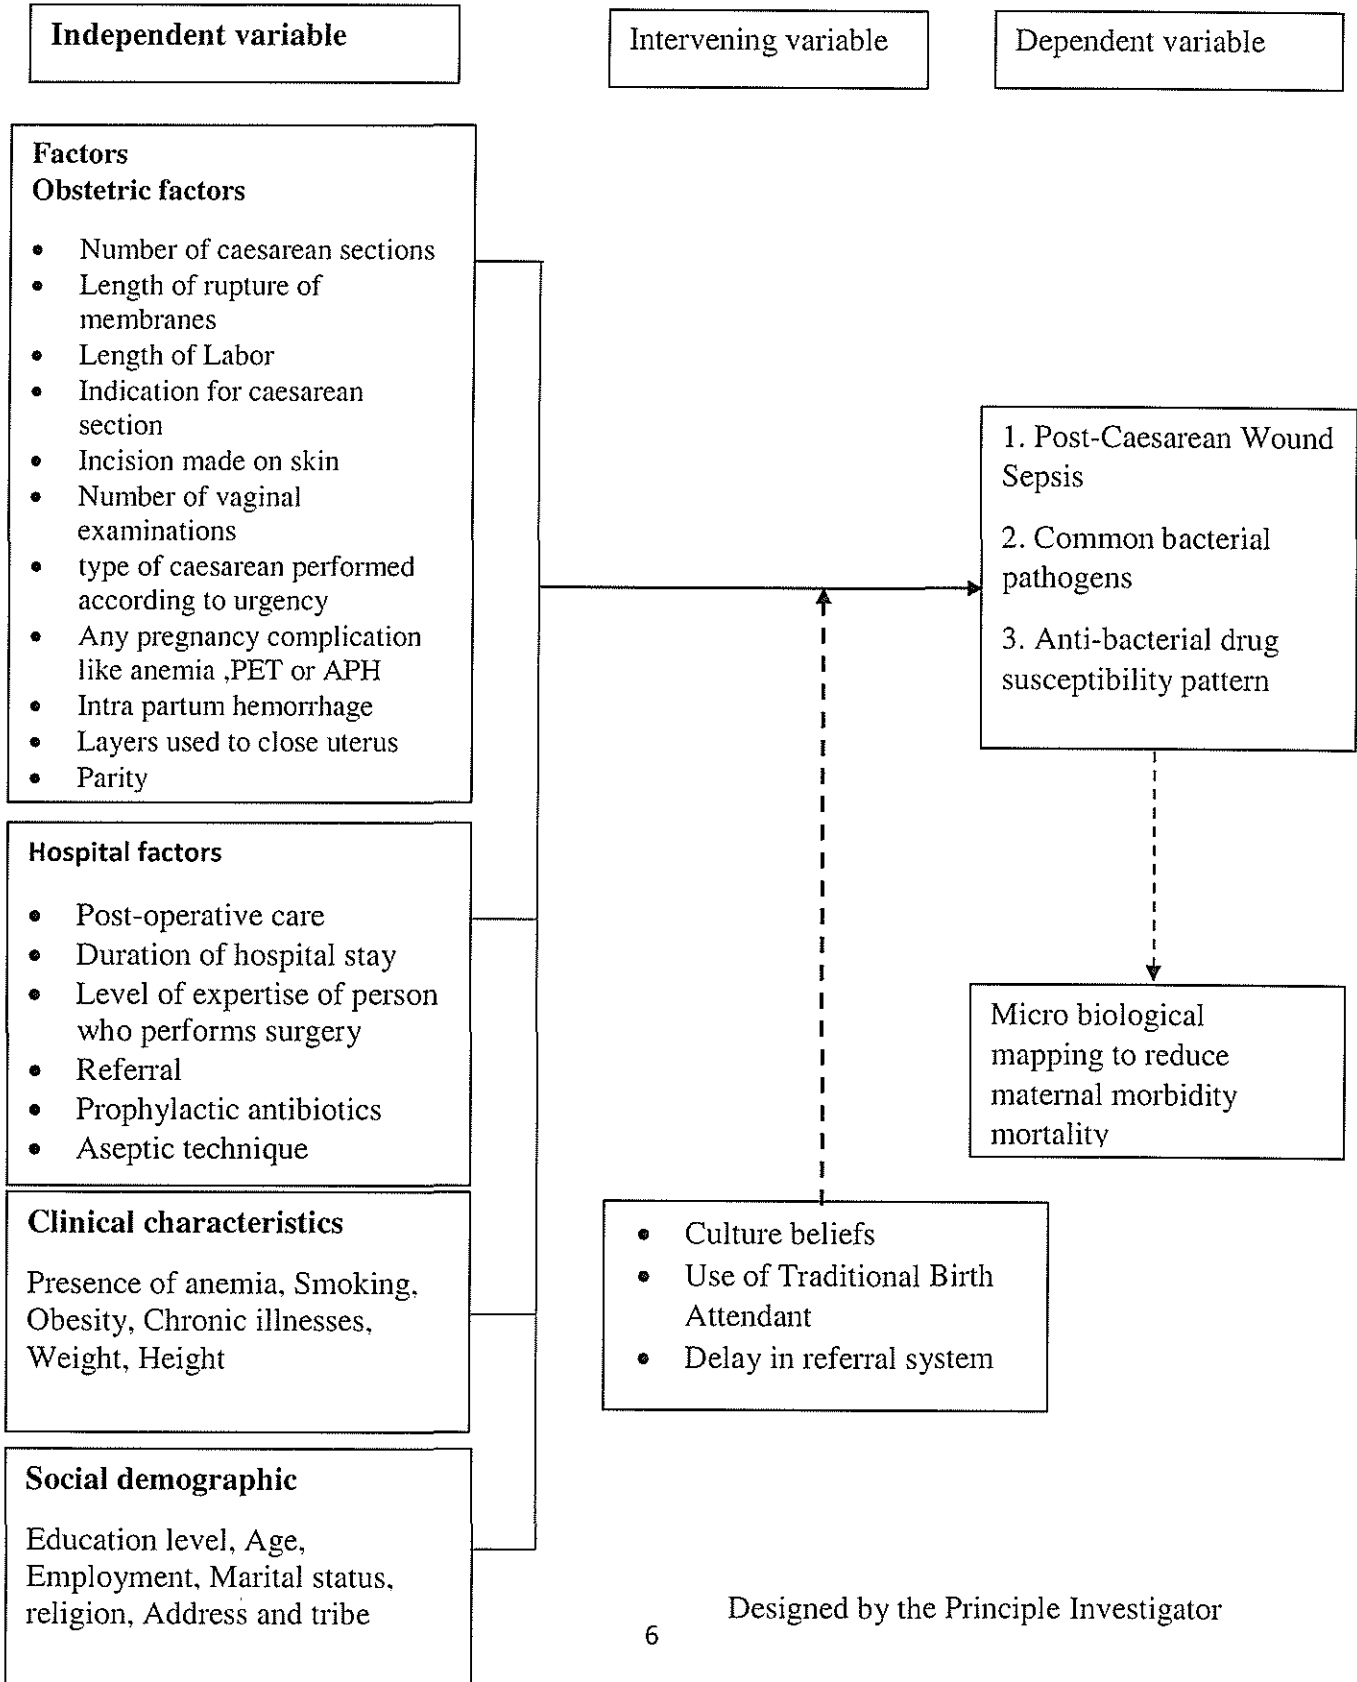 Independent variable
Intervening variable
Dependent variable
Factors
Obstetric factors
• Number of caesarean sections
• Length of rupture of
membranes
• Length of Labor
• Indication for caesarean
section
• Incision made on skin
• Number of vaginal
examinations
• type of caesarean performed
according to urgency
• Any pregnancy complication
like anemia ,PET or APH
• Intra partum hemorrhage
• Layers used to close uterus
• Parity
Hospital factors
• Post-operative care
• Duration of hospital stay
• Level of expertise of person
who performs surgery
• Referral
• Prophylactic antibiotics
• Aseptic technique
Clinical characteristics
Presence of anemia, Smoking,
Obesity, Chronic illnesses,
Weight, Height
Social demographic
Education level, Age,
Employment, Marital status,
religion, Address and tribe
• Culture beliefs
• Use of Traditional Birth
Attendant
• Delay in referral system
1. Post-Caesarean Wound
Sepsis
2. Common bacterial
pathogens
3. Anti-bacterial drug
susceptibility pattern
Micro biological
mapping to reduce
maternal morbidity
mortality
Designed by the Principle Investigator
6